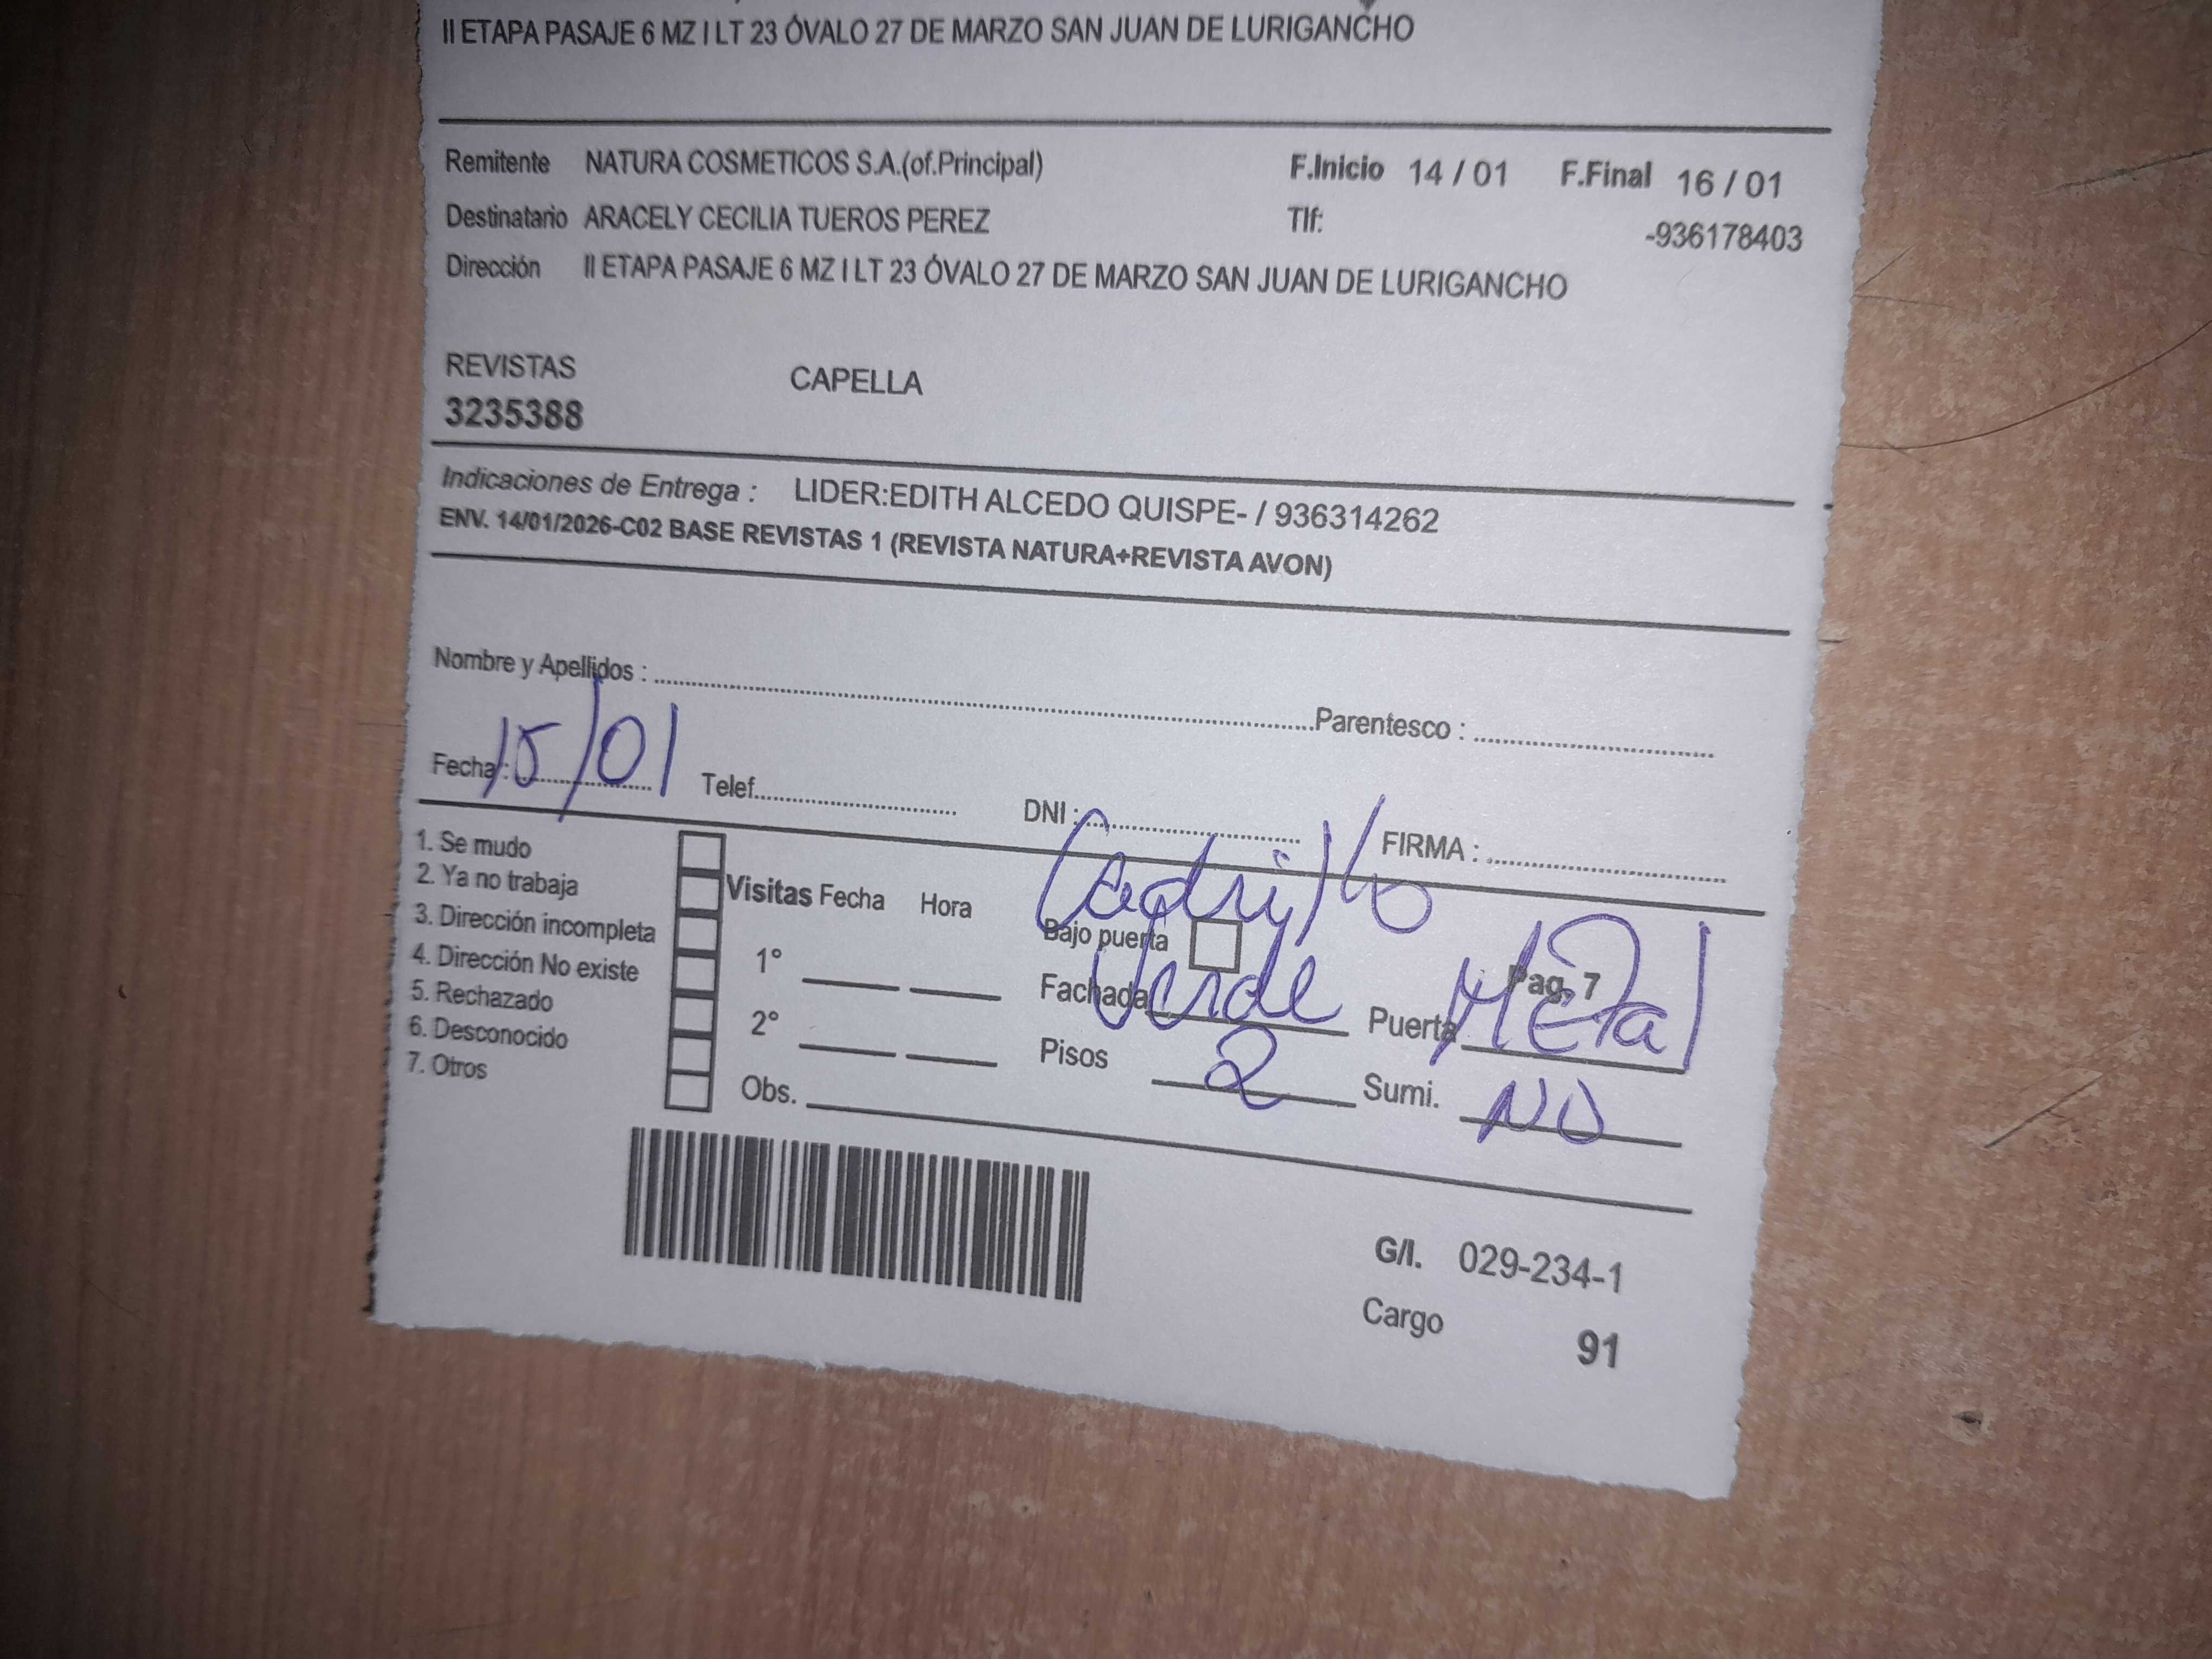 II ETAPA PASAJE 6 MZ I LT 23 ÓVALO 27 DE MARZO SAN JUAN DE LURIGANCHO
Remitente NATURA COSMETICOS S.A.(of.Principal) F.Inicio 14 / 01 F.Final 16 / 01
Destinatario ARACELY CECILIA TUEROS PEREZ Tlf: -936178403
Dirección II ETAPA PASAJE 6 MZ I LT 23 ÓVALO 27 DE MARZO SAN JUAN DE LURIGANCHO
REVISTAS CAPELLA
3235388
Indicaciones de Entrega : LIDER:EDITH ALCEDO QUISPE- / 936314262
ENV. 14/01/2026-C02 BASE REVISTAS 1 (REVISTA NATURA+REVISTA AVON)
Nombre y Apellidos : Parentesco :
Fecha : 15/01 Telef. DNI : FIRMA :
1. Se mudo
2. Ya no trabaja
3. Dirección incompleta
4. Dirección No existe
5. Rechazado
6. Desconocido
7. Otros
Visitas Fecha Hora
1°
2°
Obs.
Ladrillo
Bajo puerta
Pag. 7
Fachada Verde Puerta Metal
Pisos 2 Sumi. NO
G/I. 029-234-1
Cargo 91